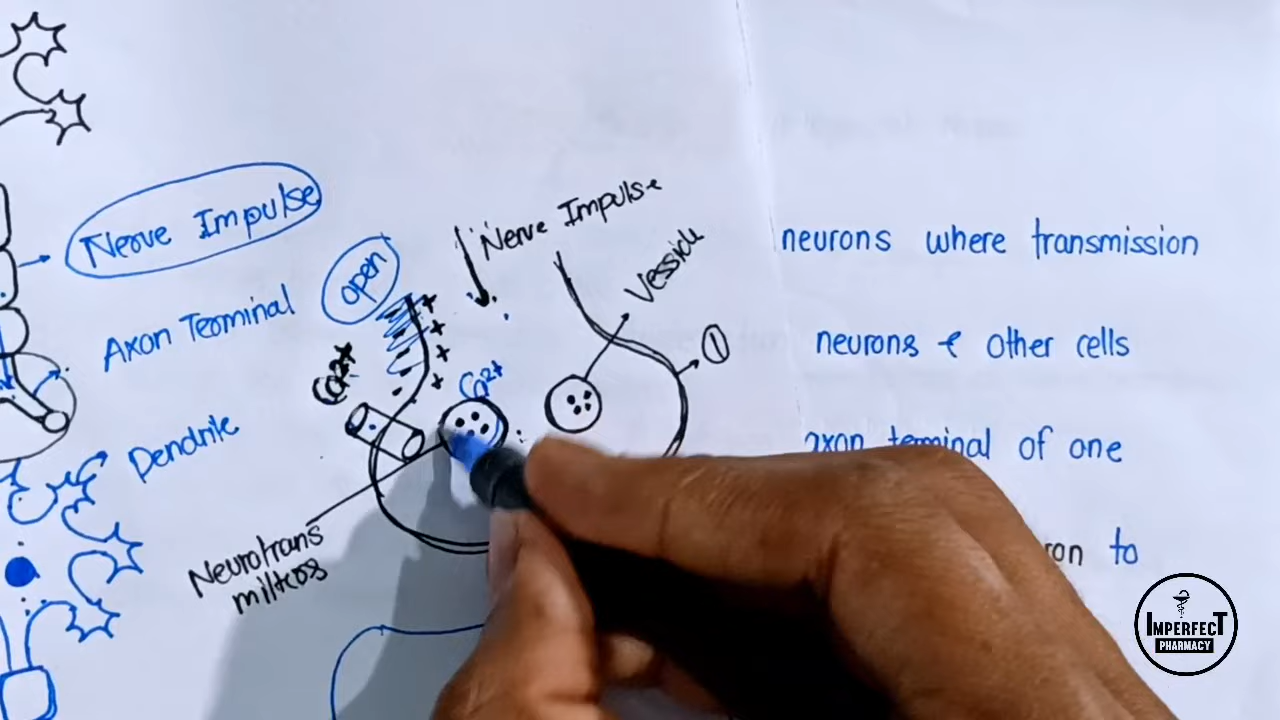 Nerve Impulse
Axon Terminal
Dendrite
open
Nerve Impulse
Vessicle
1
+
+
+
+
Ca2+
Ca2+
Neurotrans
neurons where transmission
neurons & other cells
axon terminal of one
ron to
IMPERFECT
PHARMACY